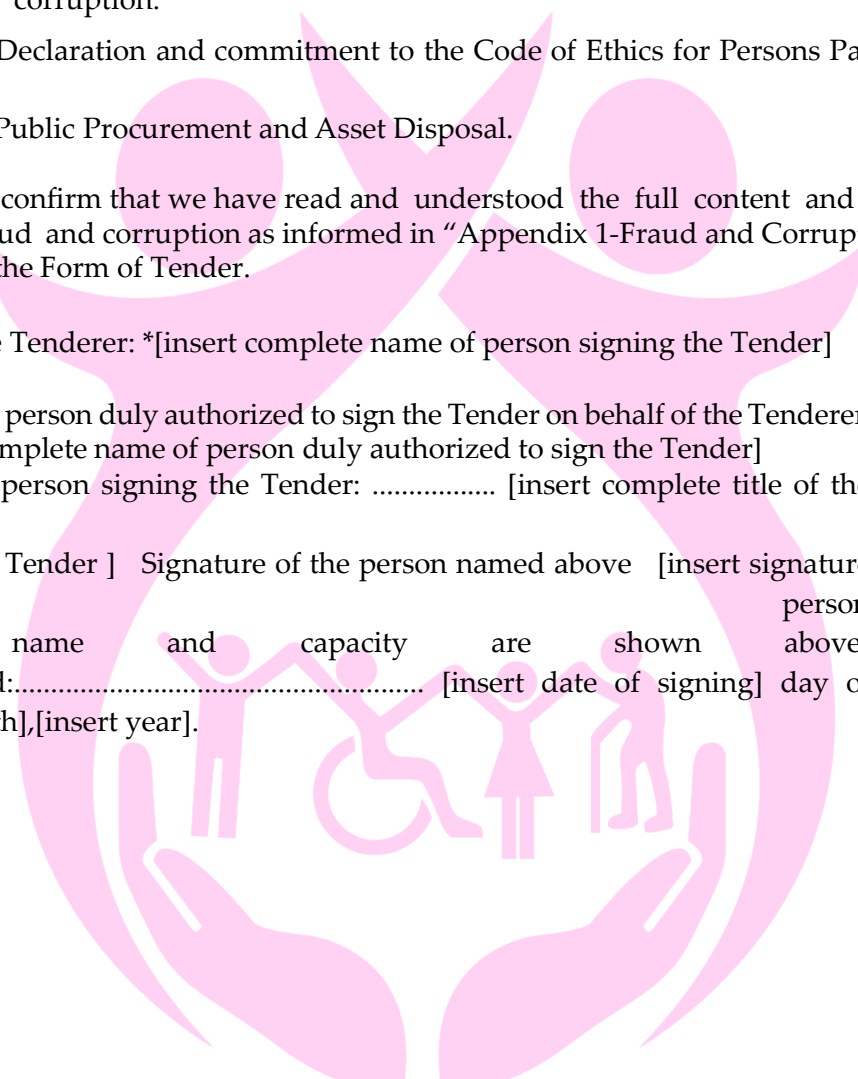 corruption.
Declaration and commitment to the Code of Ethics for Persons Pa
Public Procurement and Asset Disposal.
confirm that we have read and understood the full content and
ud and corruption as informed in “Appendix 1-Fraud and Corrup
the Form of Tender.
e Tenderer: *[insert complete name of person signing the Tender]
person duly authorized to sign the Tender on behalf of the Tenderer
mplete name of person duly authorized to sign the Tender]
person signing the Tender: ................. [insert complete title of the
Tender ] Signature of the person named above [insert signature
person
name and capacity are shown above
d:....................................................... [insert date of signing] day o
th],[insert year].